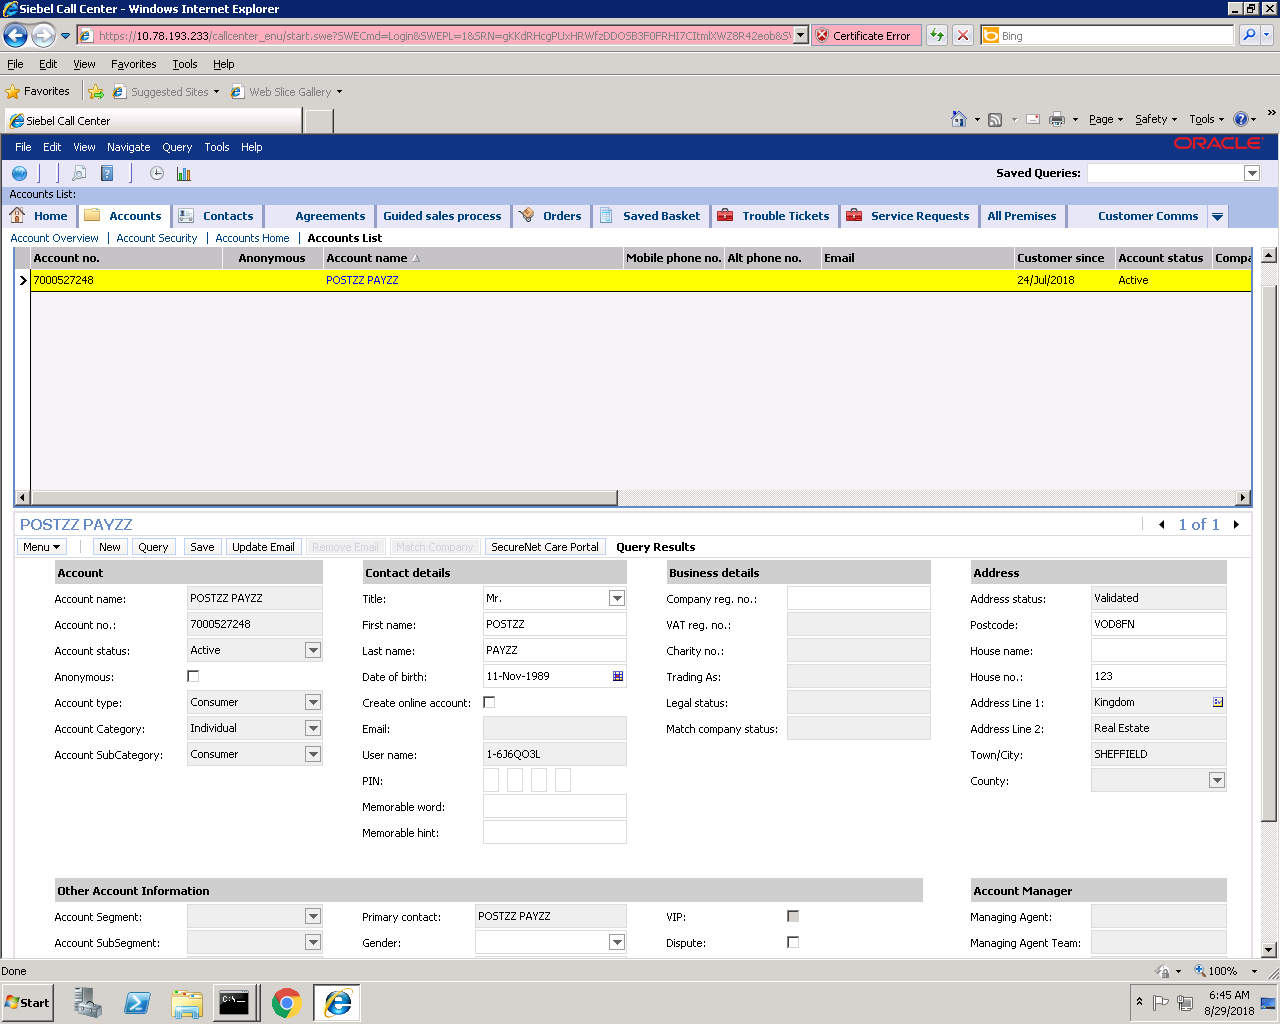 Siebel Call Center - Windows Internet Explorer
https://10.78.193.233/callcenter_enu/start.swe?SWECmd=Login&SWEPL=1&SRN=
Certificate Error
Bing
File Edit View Favorites Tools Help
Favorites Suggested Sites Web Slice Gallery
Siebel Call Center
Page Safety Tools »
File Edit View Navigate Query Tools Help
ORACLE
Saved Queries:
Accounts List:
Home Accounts Contacts Agreements Guided sales process Orders Saved Basket Trouble Tickets Service Requests All Premises Customer Comms
Account Overview | Account Security | Accounts Home | Accounts List
Account no. Anonymous Account name Mobile phone no. Alt phone no. Email Customer since Account status Compa
7000527248 POSTZZ PAYZZ 24/Jul/2018 Active
POSTZZ PAYZZ 1 of 1
Menu New Query Save Update Email Remove Email Match Company SecureNet Care Portal Query Results
Account Contact details Business details Address
Account name: POSTZZ PAYZZ Title: Mr. Company reg. no.: Address status: Validated
Account no.: 7000527248 First name: POSTZZ VAT reg. no.: Postcode: VOD8FN
Account status: Active Last name: PAYZZ Charity no.: House name:
Anonymous: Date of birth: 11-Nov-1989 Trading As: House no.: 123
Account type: Consumer Create online account: Legal status: Address Line 1: Kingdom
Account Category: Individual Email: Match company status: Address Line 2: Real Estate
Account SubCategory: Consumer User name: 1-6J6QO3L Town/City: SHEFFIELD
PIN: County:
Memorable word:
Memorable hint:
Other Account Information Account Manager
Account Segment: Primary contact: POSTZZ PAYZZ VIP: Managing Agent:
Account SubSegment: Gender: Dispute: Managing Agent Team:
Done 100%
Start 6:45 AM
8/29/2018